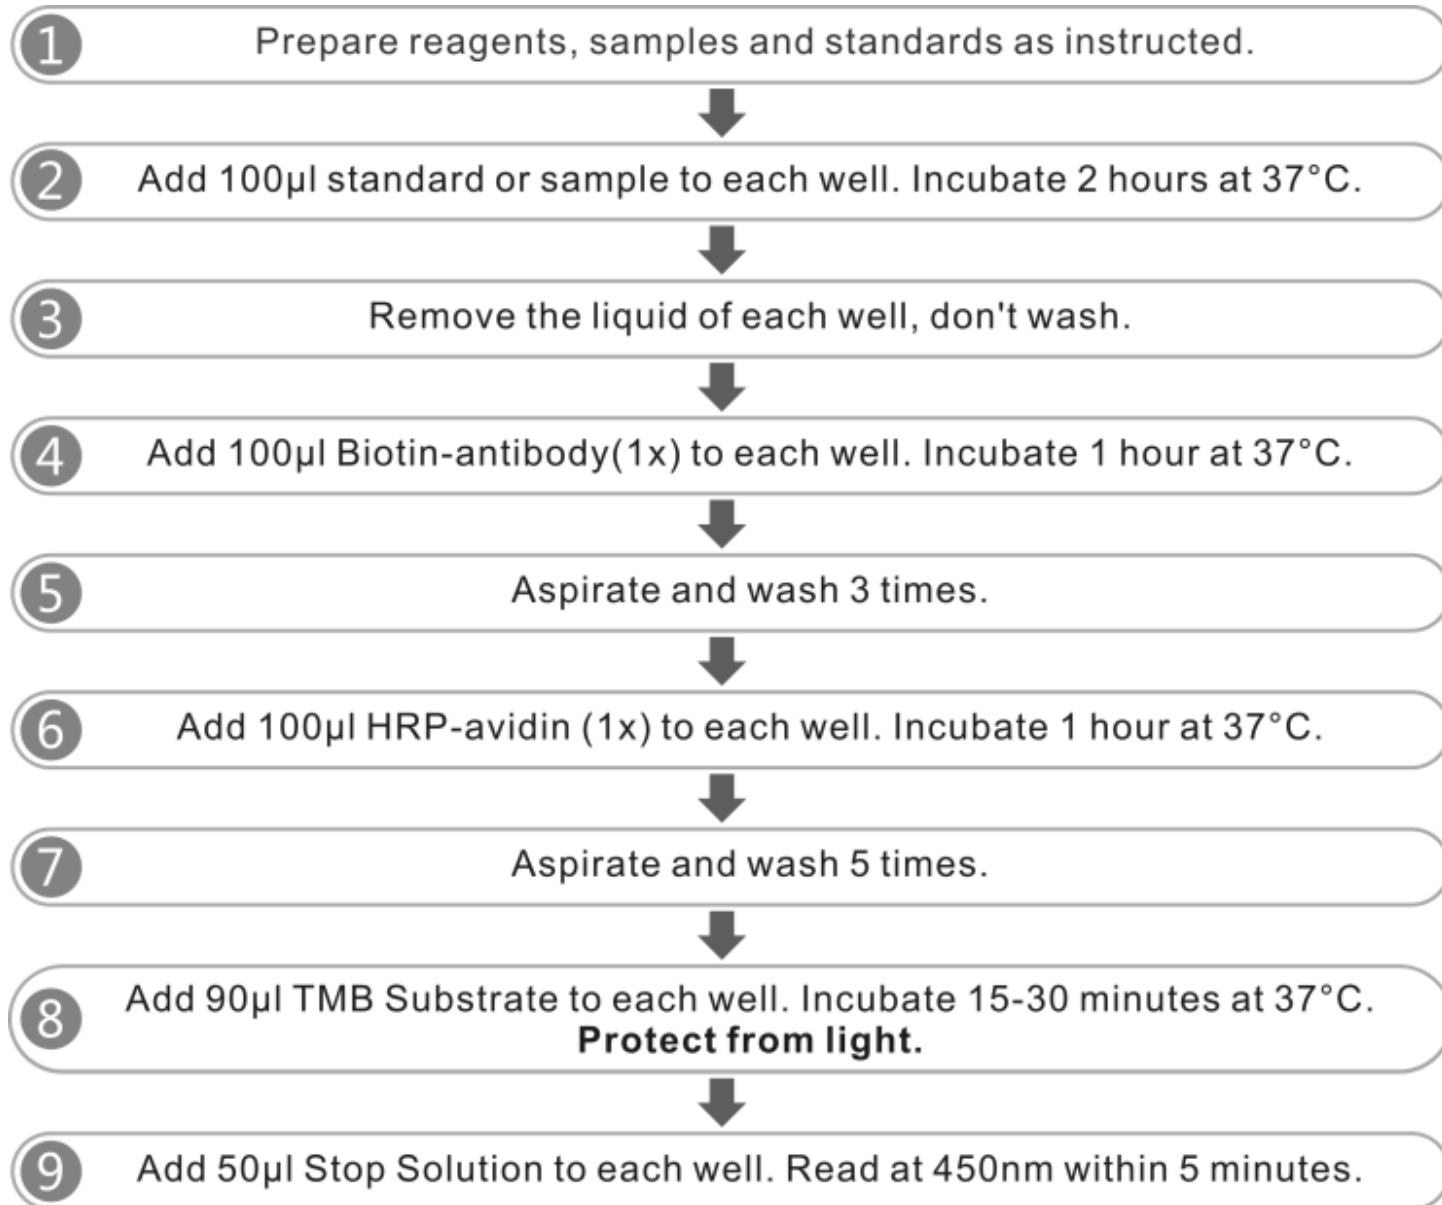 1 Prepare reagents, samples and standards as instructed.
2 Add 100µl standard or sample to each well. Incubate 2 hours at 37°C.
3 Remove the liquid of each well, don't wash.
4 Add 100µl Biotin-antibody(1x) to each well. Incubate 1 hour at 37°C.
5 Aspirate and wash 3 times.
6 Add 100µl HRP-avidin (1x) to each well. Incubate 1 hour at 37°C.
7 Aspirate and wash 5 times.
8 Add 90µl TMB Substrate to each well. Incubate 15-30 minutes at 37°C.
Protect from light.
9 Add 50µl Stop Solution to each well. Read at 450nm within 5 minutes.